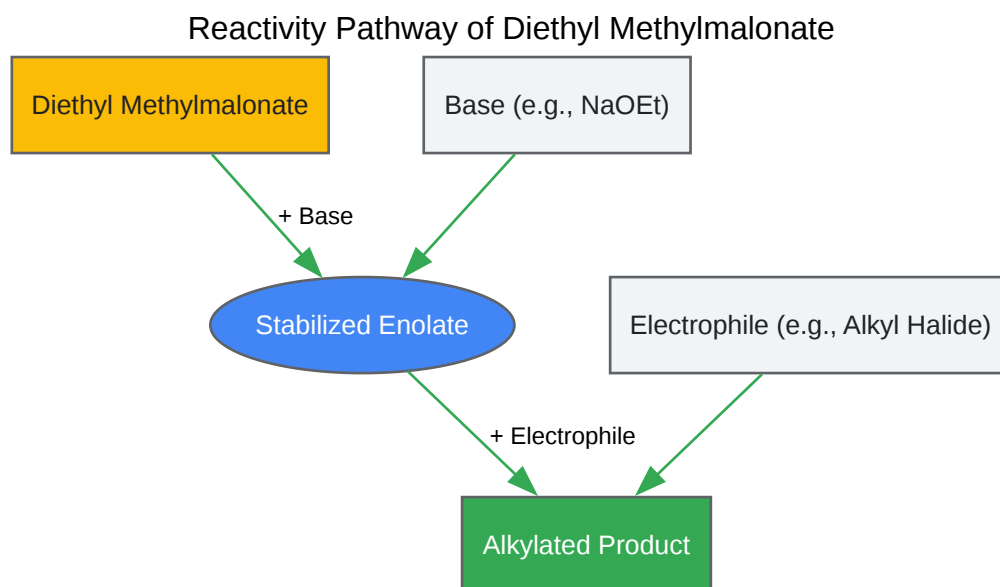 Reactivity Pathway of Diethyl Methylmalonate
Diethyl Methylmalonate
Base (e.g., NaOEt)
+ Base
Stabilized Enolate
Electrophile (e.g., Alkyl Halide)
+ Electrophile
Alkylated Product